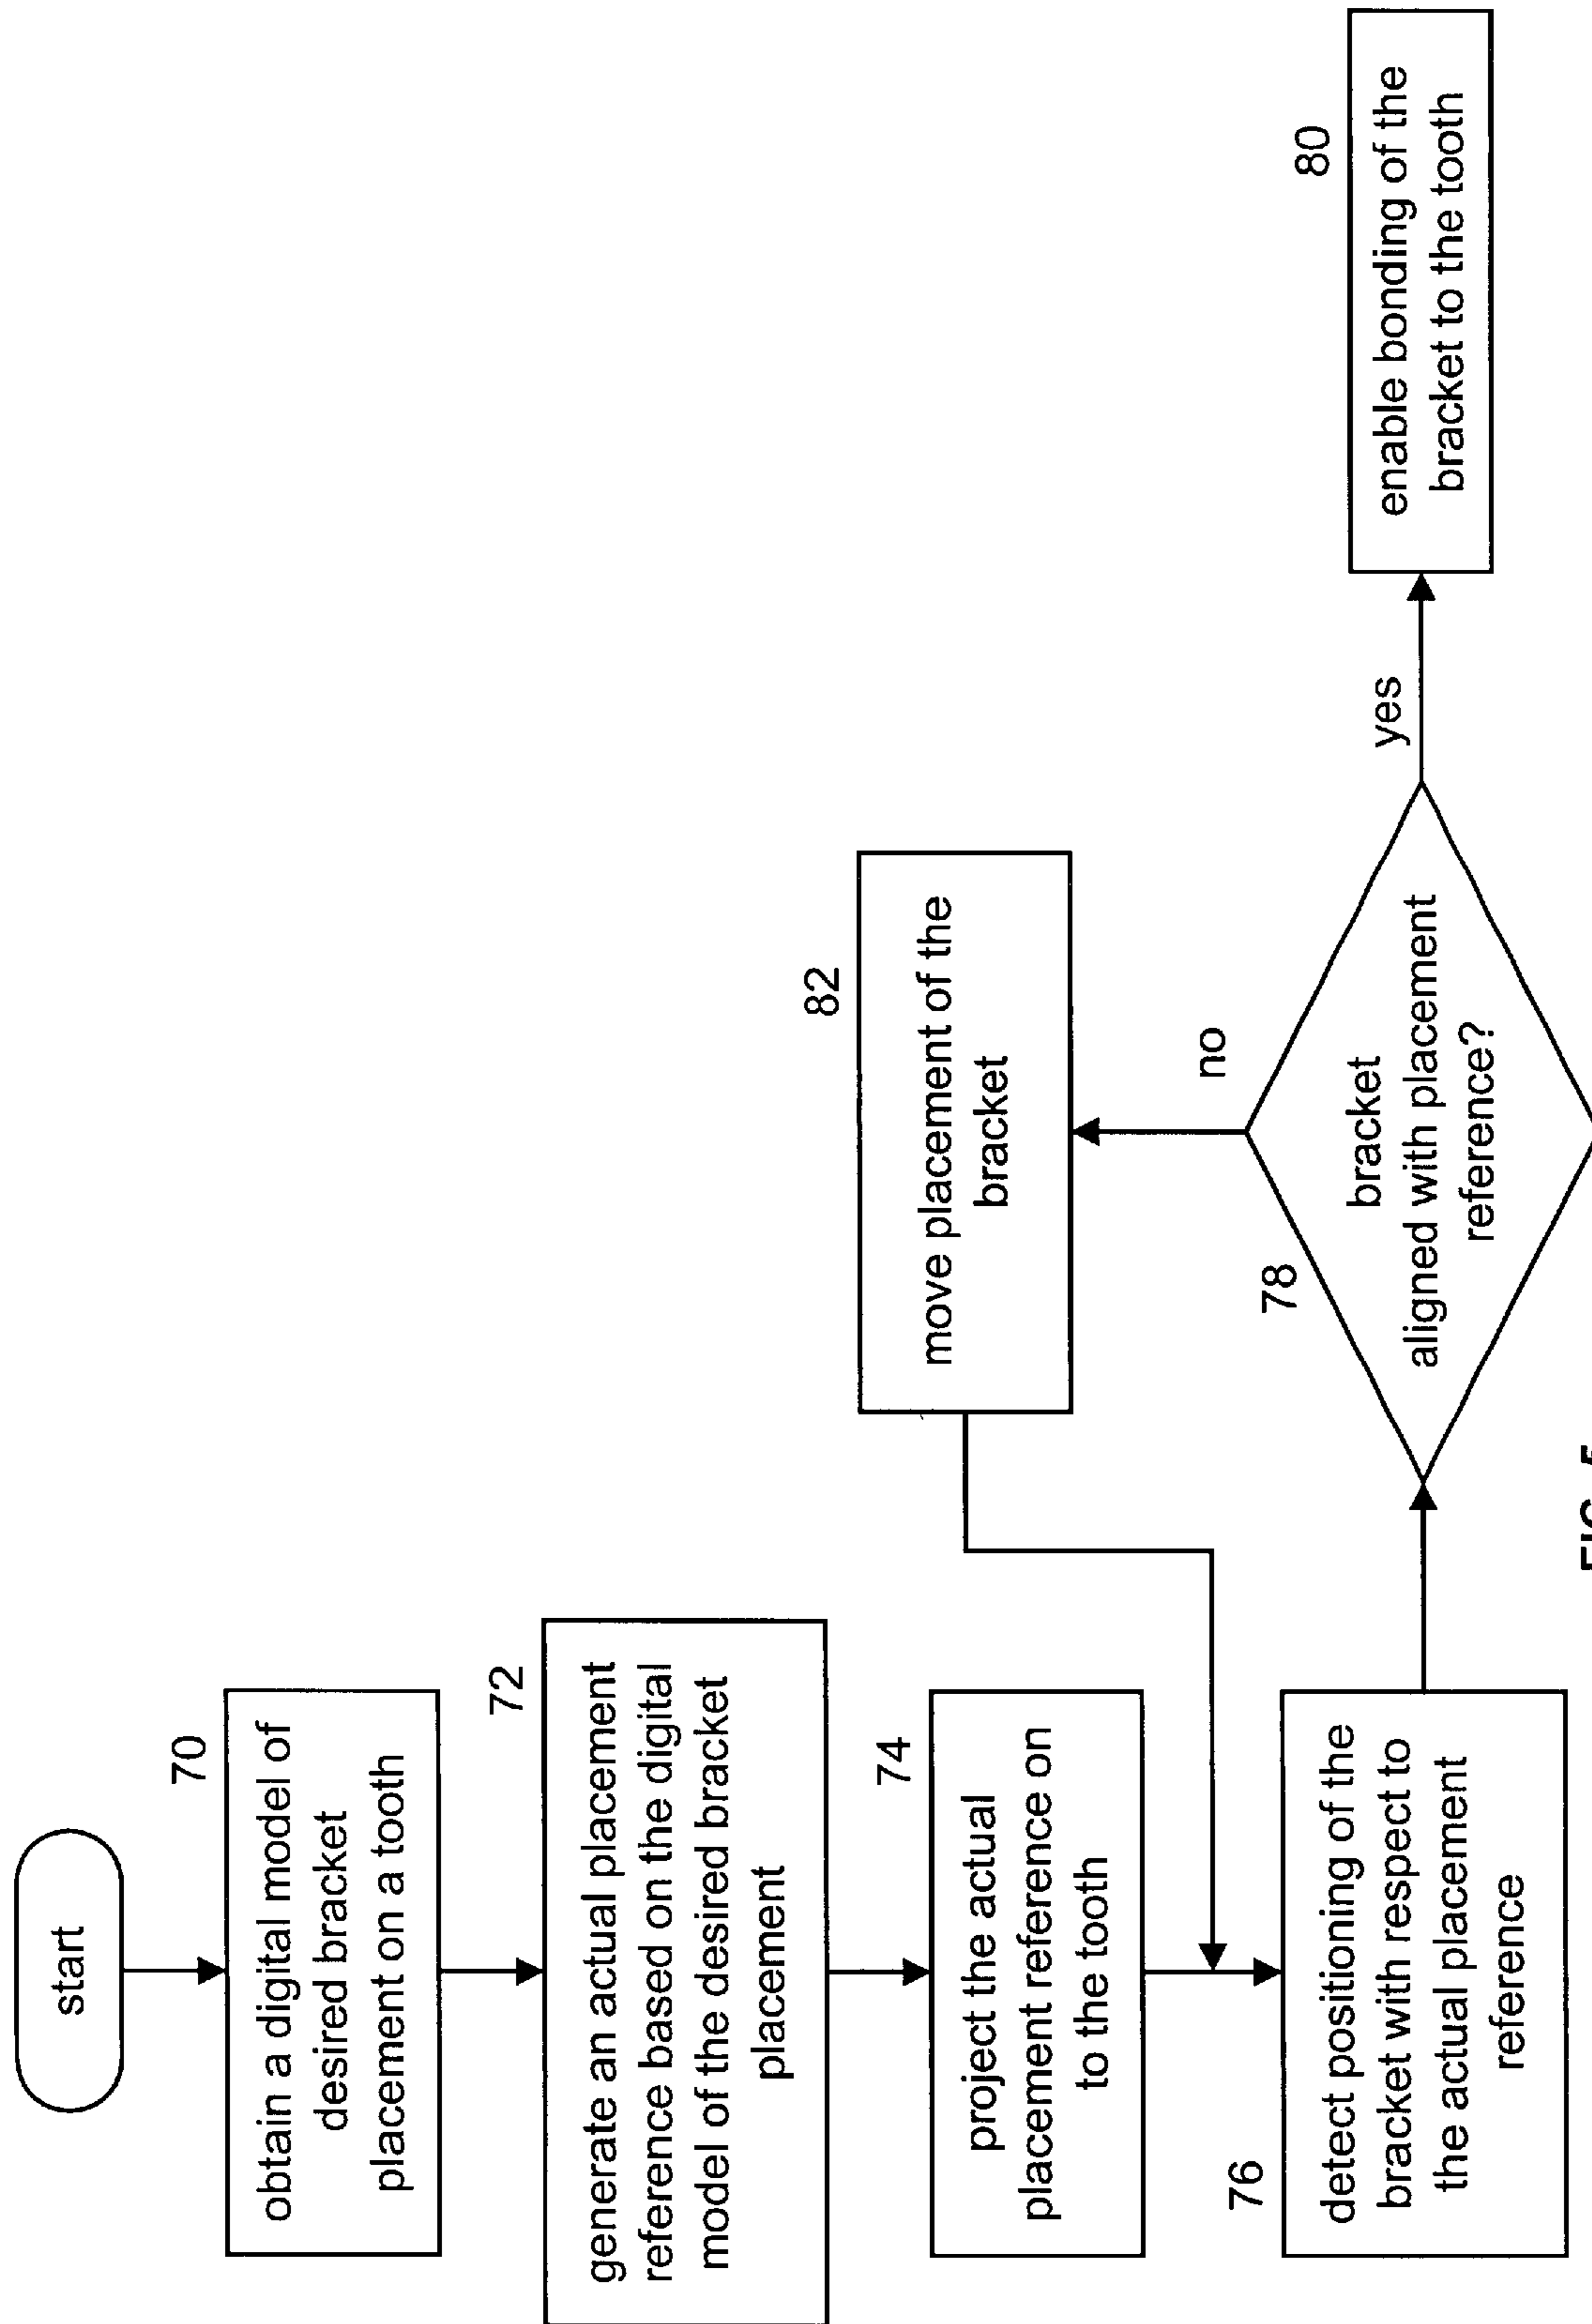 start
70
obtain a digital model of
desired bracket
placement on a tooth
72
generate an actual placement
reference based on the digital
model of the desired bracket
placement
74
project the actual
placement reference on
to the tooth
76
detect positioning of the
bracket with respect to
the actual placement
reference
78
bracket
aligned with placement
reference?
no
82
move placement of the
bracket
yes
80
enable bonding of the
bracket to the tooth
FIG. 5